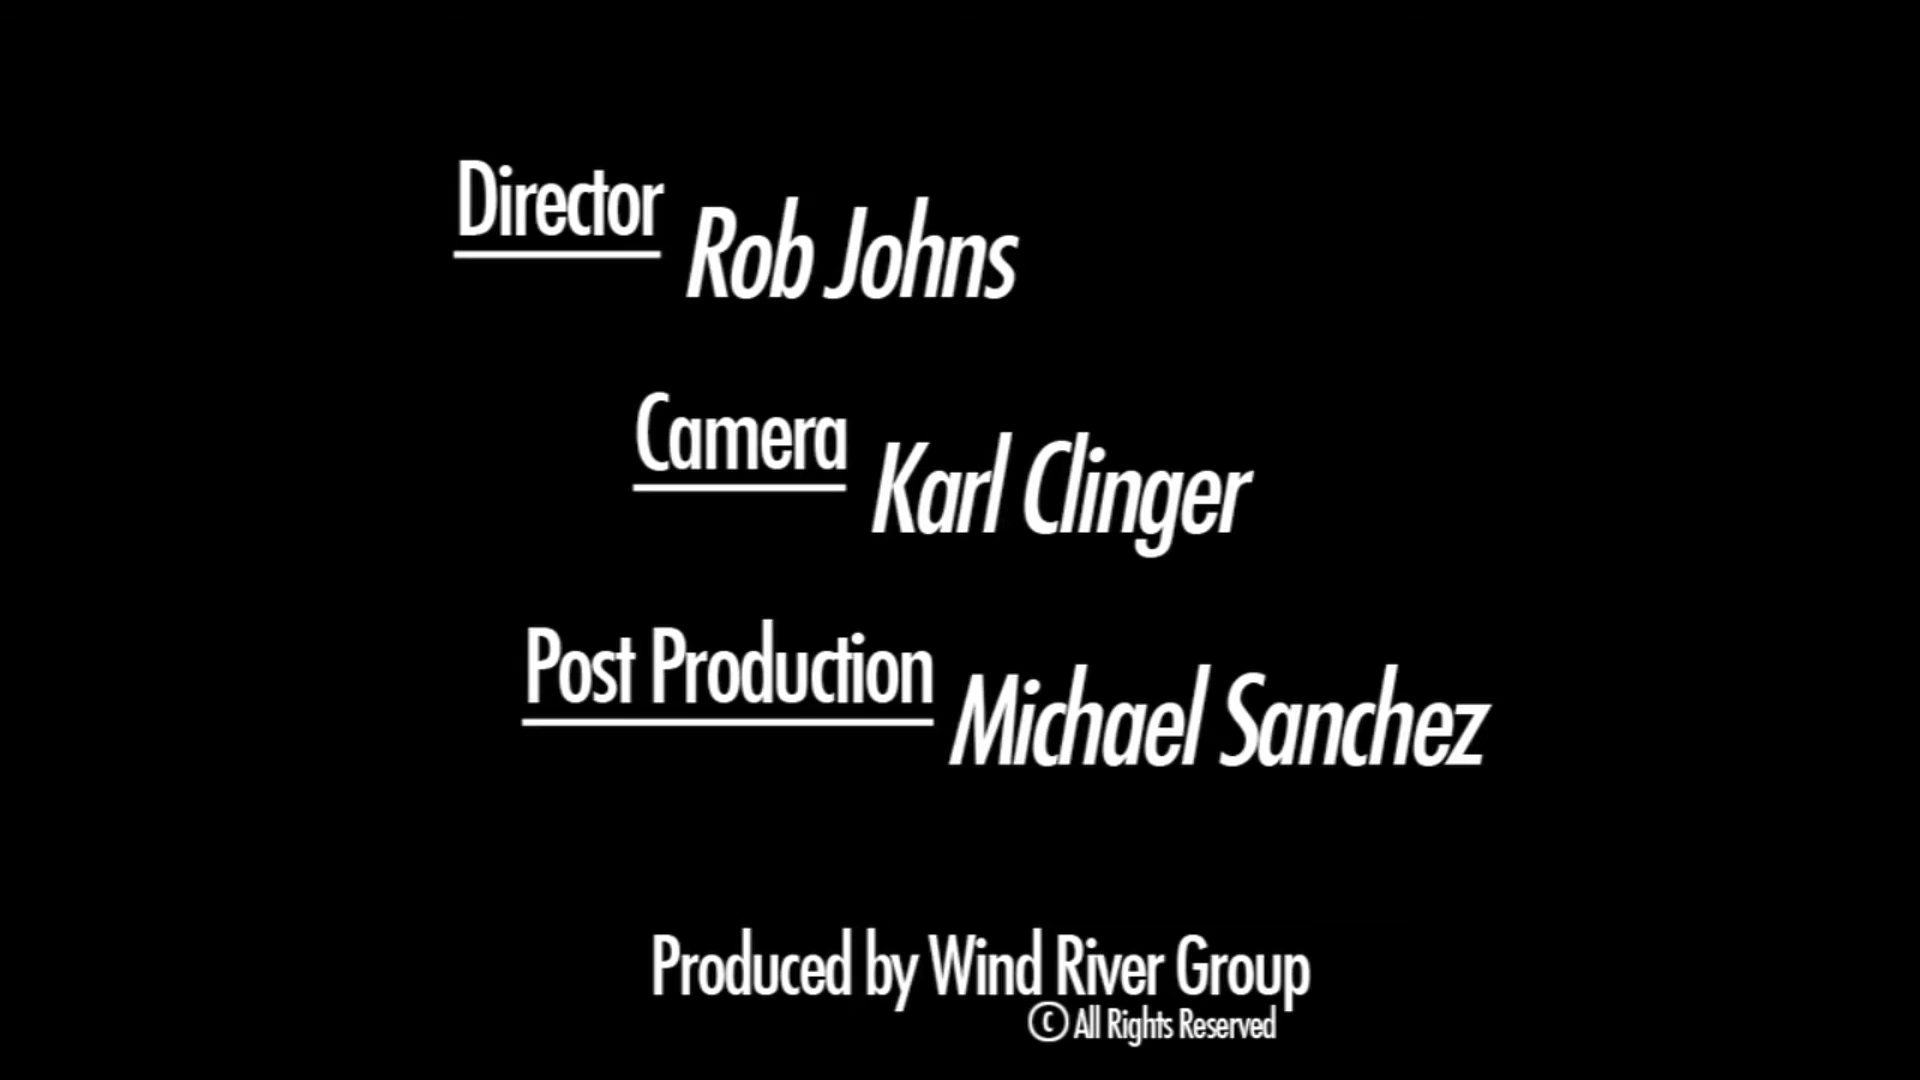 Director Rob Johns
Camera Karl Clinger
Post Production Michael Sanchez
Produced by Wind River Group
© All Rights Reserved